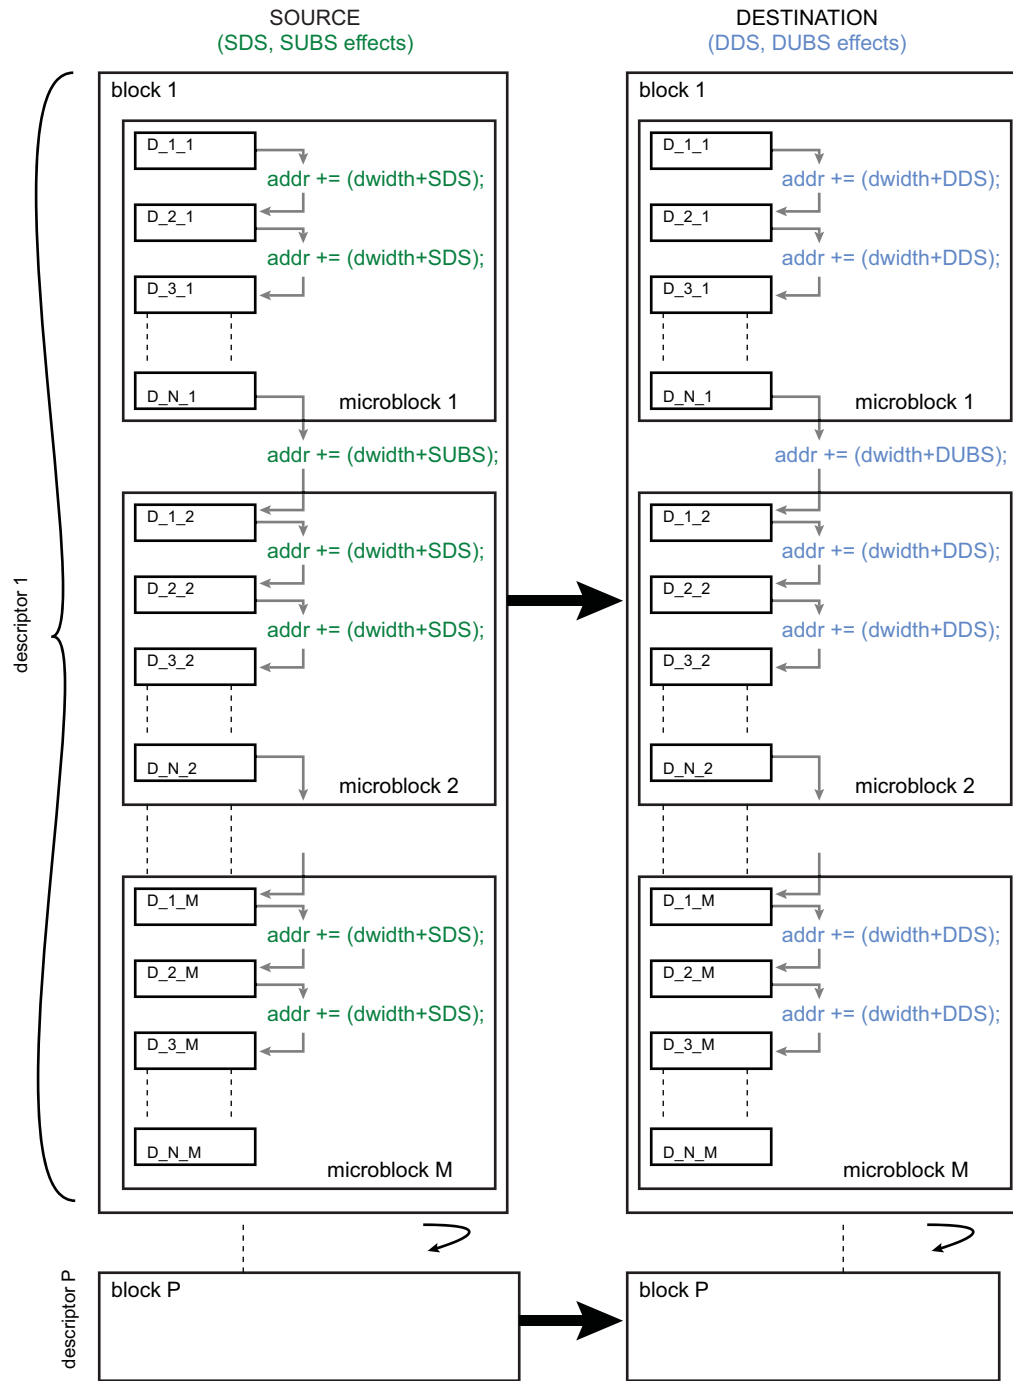 SOURCE
(SDS, SUBS effects)
descriptor 1
block 1
D_1_1
addr += (dwidth+SDS);
D_2_1
addr += (dwidth+SDS);
D_3_1
D_N_1
microblock 1
addr += (dwidth+SUBS);
D_1_2
addr += (dwidth+SDS);
D_2_2
addr += (dwidth+SDS);
D_3_2
D_N_2
microblock 2
D_1_M
addr += (dwidth+SDS);
D_2_M
addr += (dwidth+SDS);
D_3_M
D_N_M
microblock M
descriptor P
block P
DESTINATION
(DDS, DUBS effects)
block 1
D_1_1
addr += (dwidth+DDS);
D_2_1
addr += (dwidth+DDS);
D_3_1
D_N_1
microblock 1
addr += (dwidth+DUBS);
D_1_2
addr += (dwidth+DDS);
D_2_2
addr += (dwidth+DDS);
D_3_2
D_N_2
microblock 2
D_1_M
addr += (dwidth+DDS);
D_2_M
addr += (dwidth+DDS);
D_3_M
D_N_M
microblock M
block P